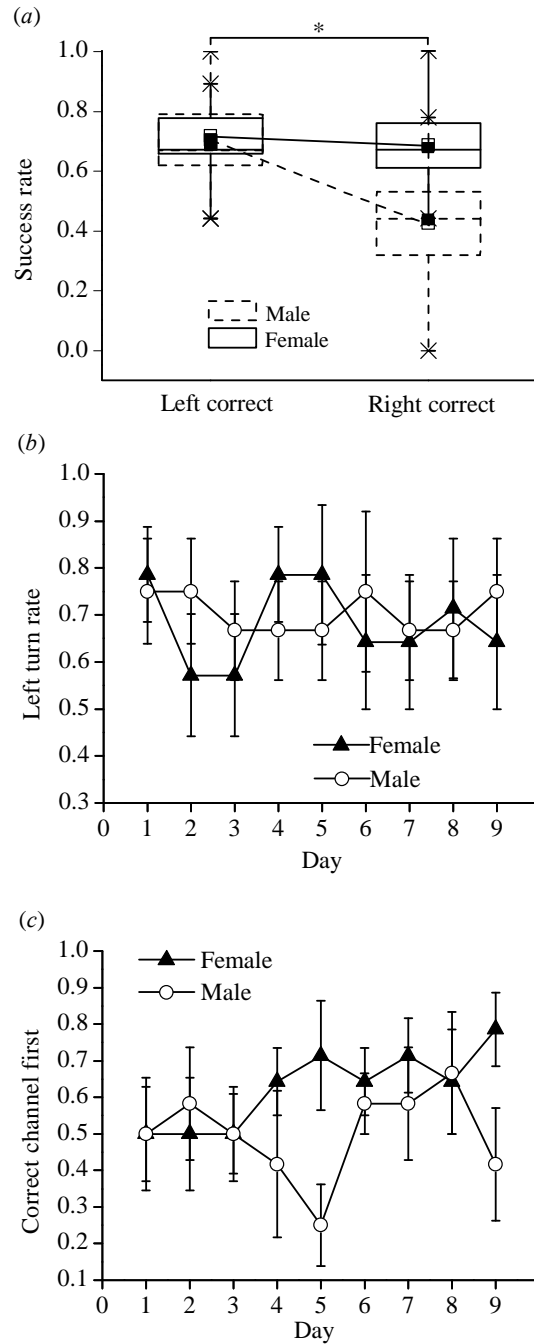 (a)
*
1.0
0.8
0.6
0.4
0.2
0.0
Success rate
Male
Female
Left correct
Right correct
(b)
1.0
0.9
0.8
0.7
0.6
0.5
0.4
0.3
Left turn rate
Female
Male
0 1 2 3 4 5 6 7 8 9
Day
(c)
1.0
0.9
0.8
0.7
0.6
0.5
0.4
0.3
0.2
0.1
Correct channel first
Female
Male
0 1 2 3 4 5 6 7 8 9
Day